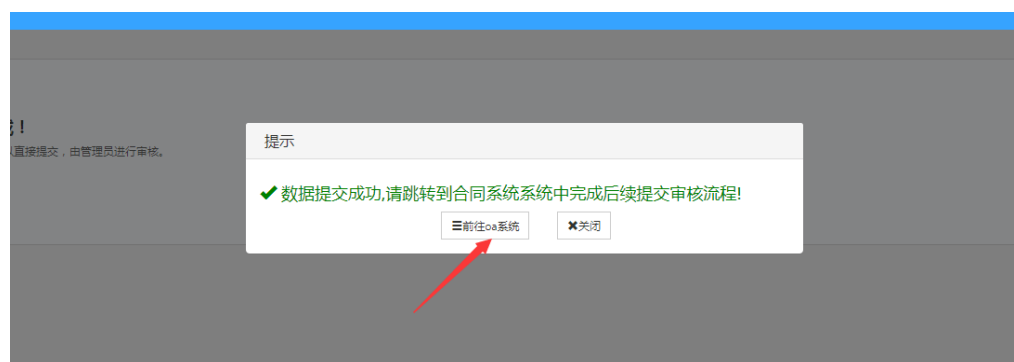 ！
直接提交，由管理员进行审核。
提示
✔数据提交成功,请跳转到合同系统系统中完成后续提交审核流程!
☰前往oa系统
✖关闭